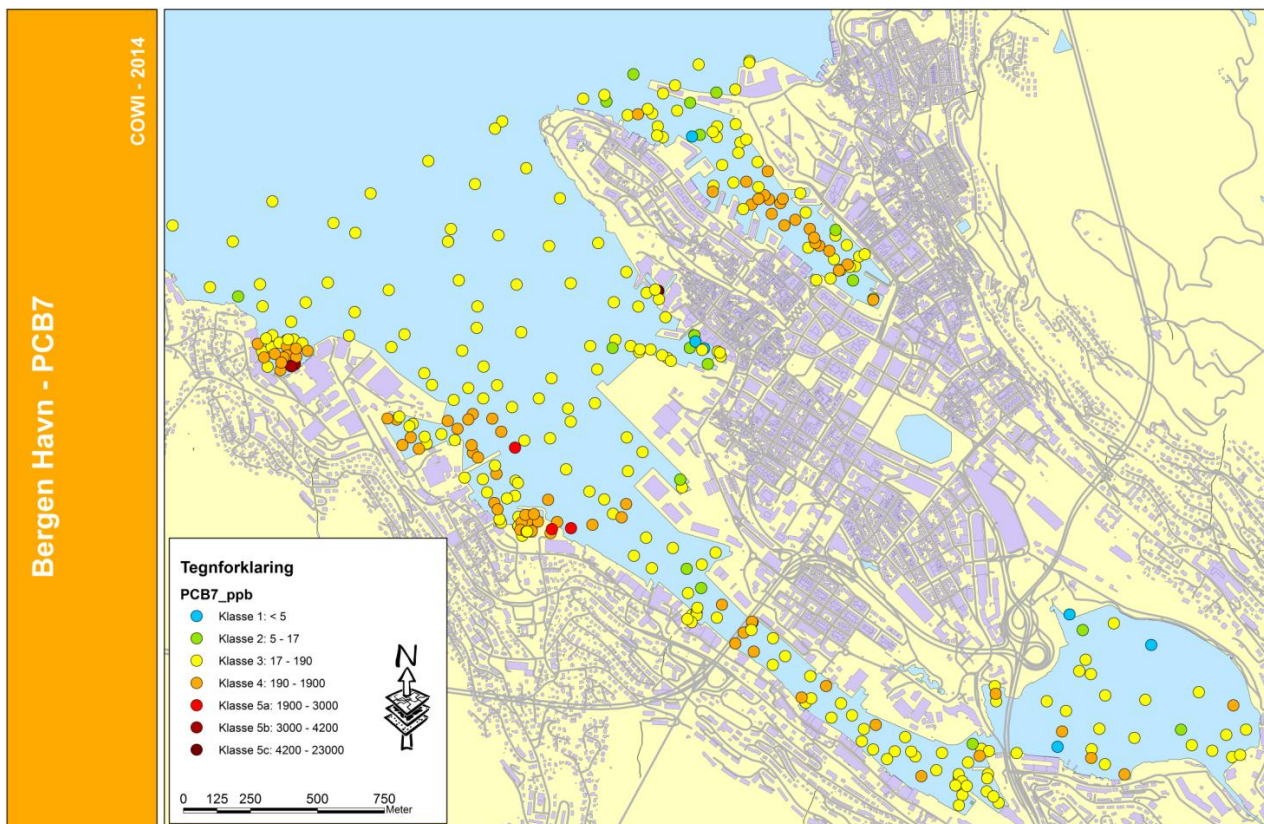 Bergen Havn - PCB7
COWI - 2014
Tegnforklaring
PCB7_ppb
Klasse 1: < 5
Klasse 2: 5 - 17
Klasse 3: 17 - 190
Klasse 4: 190 - 1900
Klasse 5a: 1900 - 3000
Klasse 5b: 3000 - 4200
Klasse 5c: 4200 - 23000
N
0 125 250 500 750
Meter